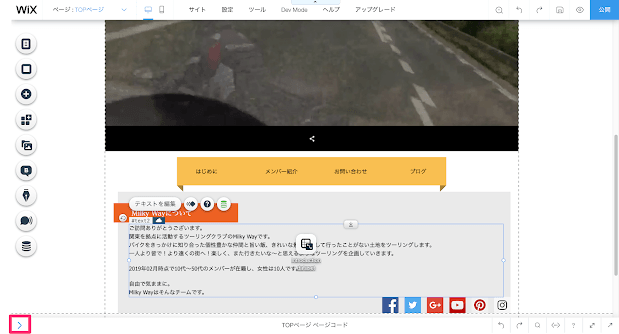 WiX ページ : TOPページ サイト 設定 ツール Dev Mode ヘルプ アップグレード 公開
はじめに メンバー紹介 お問い合わせ ブログ
テキストを編集
Milky Wayについて
#text2
ご訪問ありがとうございます。
関東を拠点に活動するツーリングクラブのMilky Wayです。
バイクをきっかけに知り合った個性豊かな仲間と旨い飯、きれいな して行ったことがない土地をツーリングします。
一人より皆で！より遠くの街へ！楽しく、また行きたいな〜と思える ツーリングを企画していきます。
2019年02月時点で10代〜50代のメンバーが在籍し、女性は10人です
自由で気ままに。
Milky Wayはそんなチームです。
TOPページ ページコード